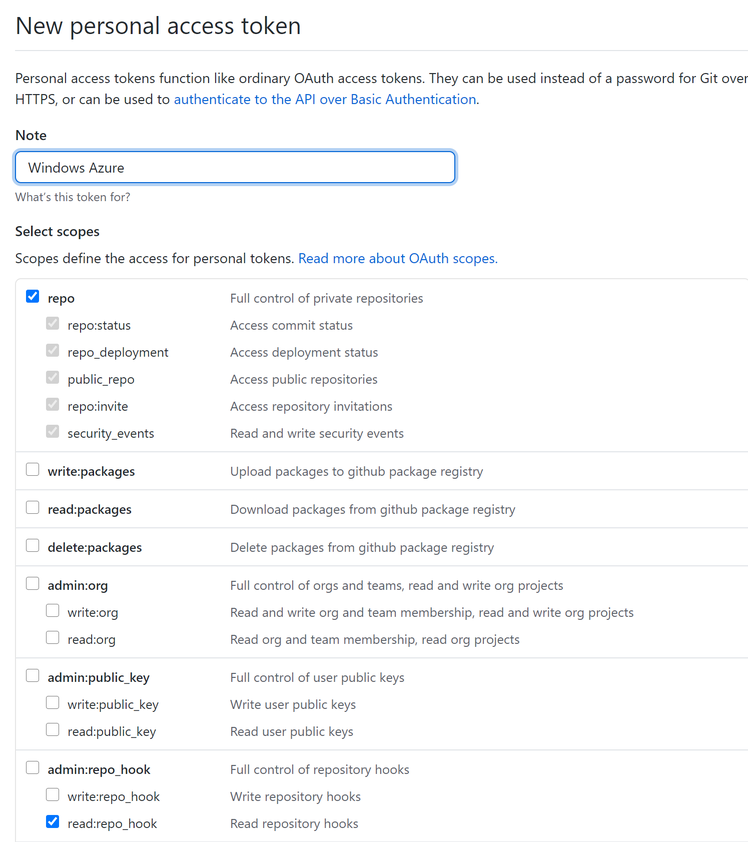 New personal access token
Personal access tokens function like ordinary OAuth access tokens. They can be used instead of a password for Git over
HTTPS, or can be used to authenticate to the API over Basic Authentication.
Note
Windows Azure
What's this token for?
Select scopes
Scopes define the access for personal tokens. Read more about OAuth scopes.
repo Full control of private repositories
repo:status Access commit status
repo_deployment Access deployment status
public_repo Access public repositories
repo:invite Access repository invitations
security_events Read and write security events
write:packages Upload packages to github package registry
read:packages Download packages from github package registry
delete:packages Delete packages from github package registry
admin:org Full control of orgs and teams, read and write org projects
write:org Read and write org and team membership, read and write org projects
read:org Read org and team membership, read org projects
admin:public_key Full control of user public keys
write:public_key Write user public keys
read:public_key Read user public keys
admin:repo_hook Full control of repository hooks
write:repo_hook Write repository hooks
read:repo_hook Read repository hooks